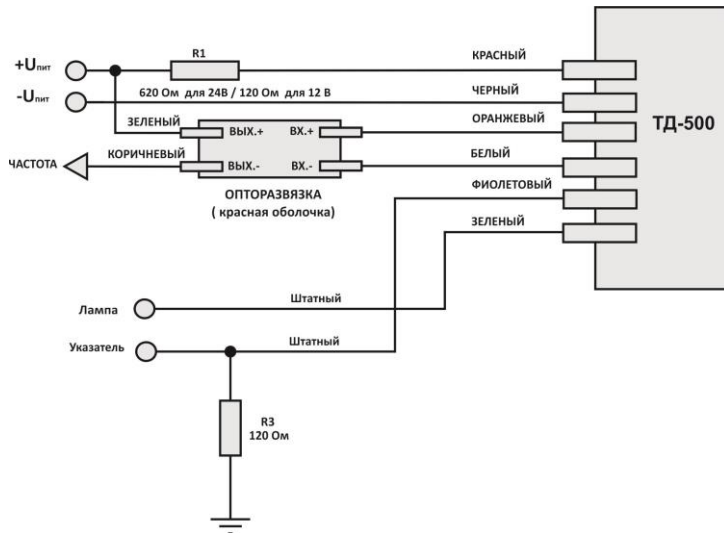 R1
КРАСНЫЙ
+Uпит
-Uпит
620 Ом для 24В / 120 Ом для 12 В
ЧЕРНЫЙ
ЗЕЛЕНЫЙ
ВЫХ.+
ВХ.+
ОРАНЖЕВЫЙ
ТД-500
ЧАСТОТА
КОРИЧНЕВЫЙ
ВЫХ.-
ВХ.-
БЕЛЫЙ
ОПТОРАЗВЯЗКА
( красная оболочка)
ФИОЛЕТОВЫЙ
ЗЕЛЕНЫЙ
Лампа
Штатный
Указатель
Штатный
R3
120 Ом